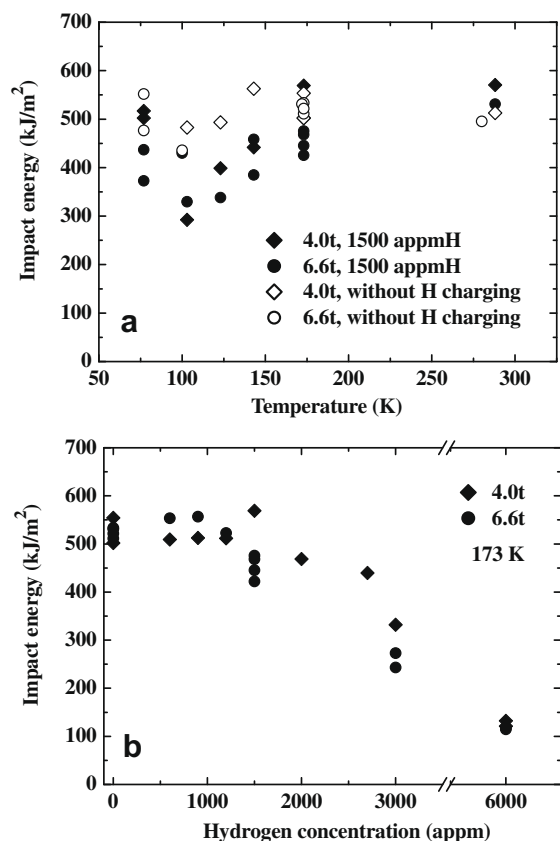 700
600
500
400
300
200
100
0
Impact energy (kJ/m²)
4.0t, 1500 appmH
6.6t, 1500 appmH
4.0t, without H charging
6.6t, without H charging
a
50 100 150 200 250 300
Temperature (K)
700
600
500
400
300
200
100
0
Impact energy (kJ/m²)
4.0t
6.6t
173 K
b
0 1000 2000 3000 6000
Hydrogen concentration (appm)